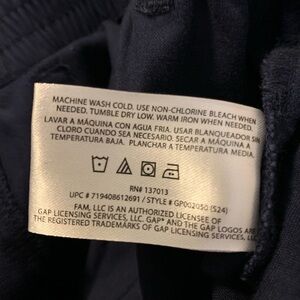 MACHINE WASH COLD. USE NON-CHLORINE BLEACH WHEN
NEEDED. TUMBLE DRY LOW. WARM IRON WHEN NEEDED.
LAVAR A MÁQUINA CON AGUA FRIA. USAR BLANQUEADOR SIN
CLORO CUANDO SEA NECESARIO. SECAR A MÁQUINA A
TEMPERATURA BAJA. PLANCHAR A TEMPERATURA MEDIA.
RN# 137013
UPC # 719408612691 / STYLE # GP002050 (S24)
FAM, LLC IS AN AUTHORIZED LICENSEE OF
GAP LICENSING SERVICES, LLC. GAP® AND THE GAP LOGOS ARE
THE REGISTERED TRADEMARKS OF GAP LICENSING SERVICES, LLC